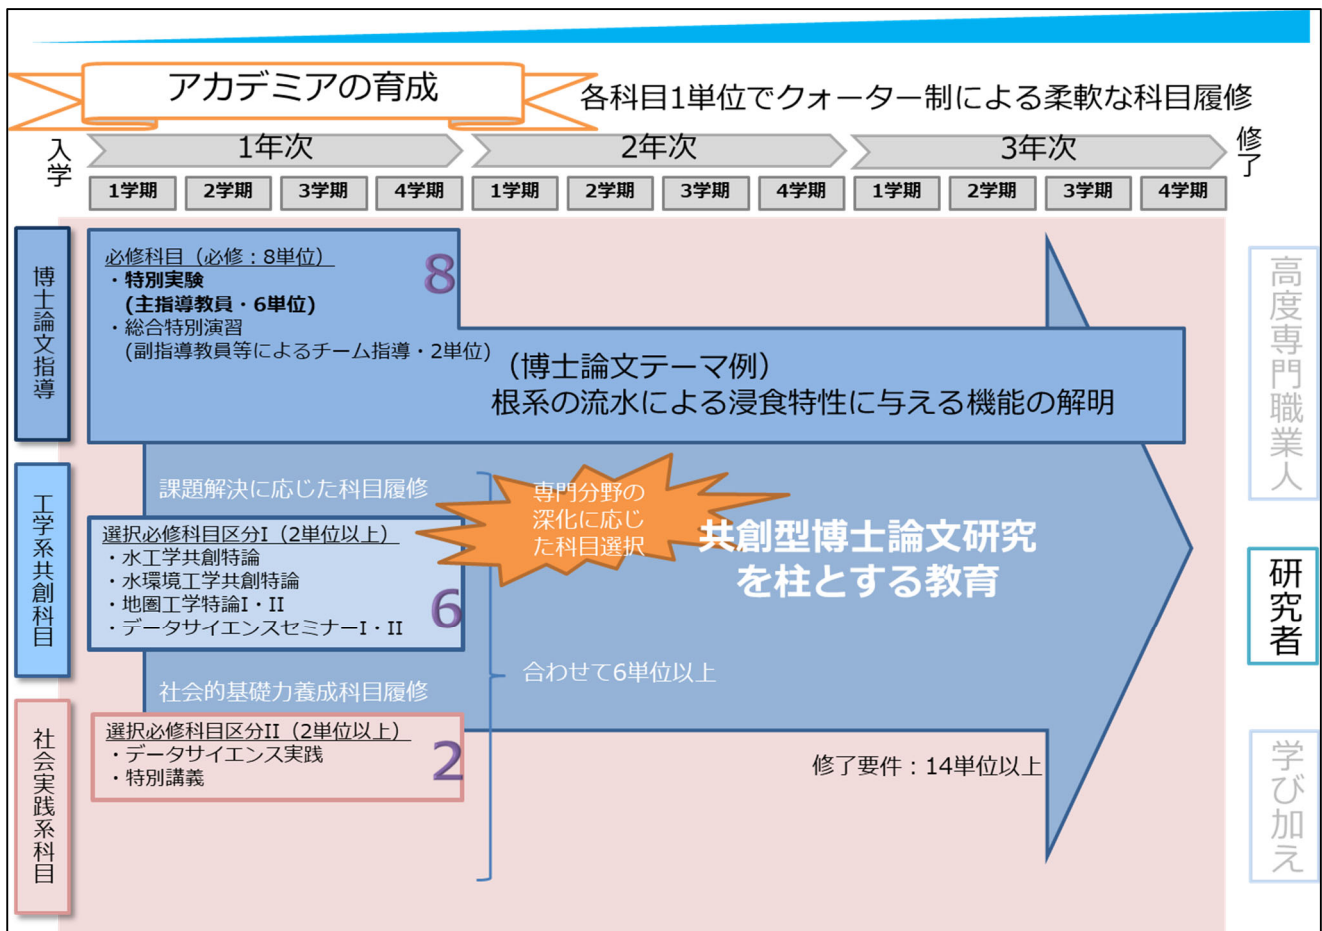 アカデミアの育成
各科目1単位でクォーター制による柔軟な科目履修
入学
1年次
2年次
3年次
修了
1学期
2学期
3学期
4学期
1学期
2学期
3学期
4学期
1学期
2学期
3学期
4学期
博士論文指導
必修科目（必修：8単位）
・特別実験
(主指導教員・6単位)
・総合特別演習
(副指導教員等によるチーム指導・2単位)
8
（博士論文テーマ例）
根系の流水による浸食特性に与える機能の解明
工学系共創科目
課題解決に応じた科目履修
選択必修科目区分I（2単位以上）
・水工学共創特論
・水環境工学共創特論
・地圏工学特論I・II
・データサイエンスセミナーI・II
6
専門分野の
深化に応じ
た科目選択
共創型博士論文研究
を柱とする教育
合わせて6単位以上
社会実践系科目
社会的基礎力養成科目履修
選択必修科目区分II（2単位以上）
・データサイエンス実践
・特別講義
2
修了要件：14単位以上
高度専門職業人
研究者
学び加え